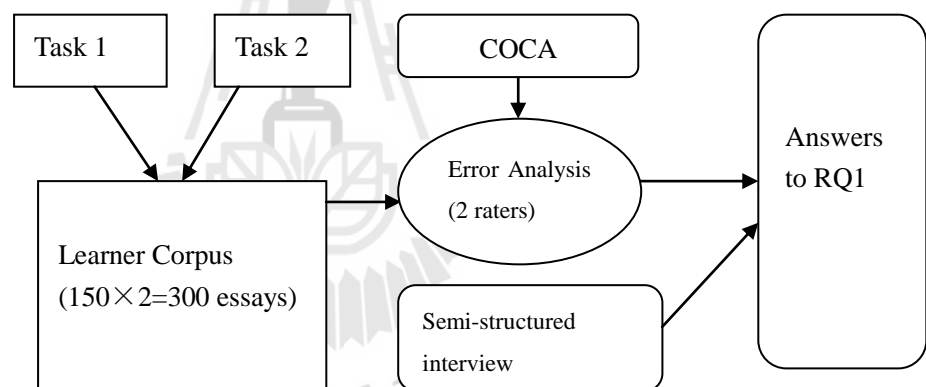 Task 1
Task 2
COCA
Error Analysis
(2 raters)
Answers
to RQ1
Learner Corpus
(150×2=300 essays)
Semi-structured
interview